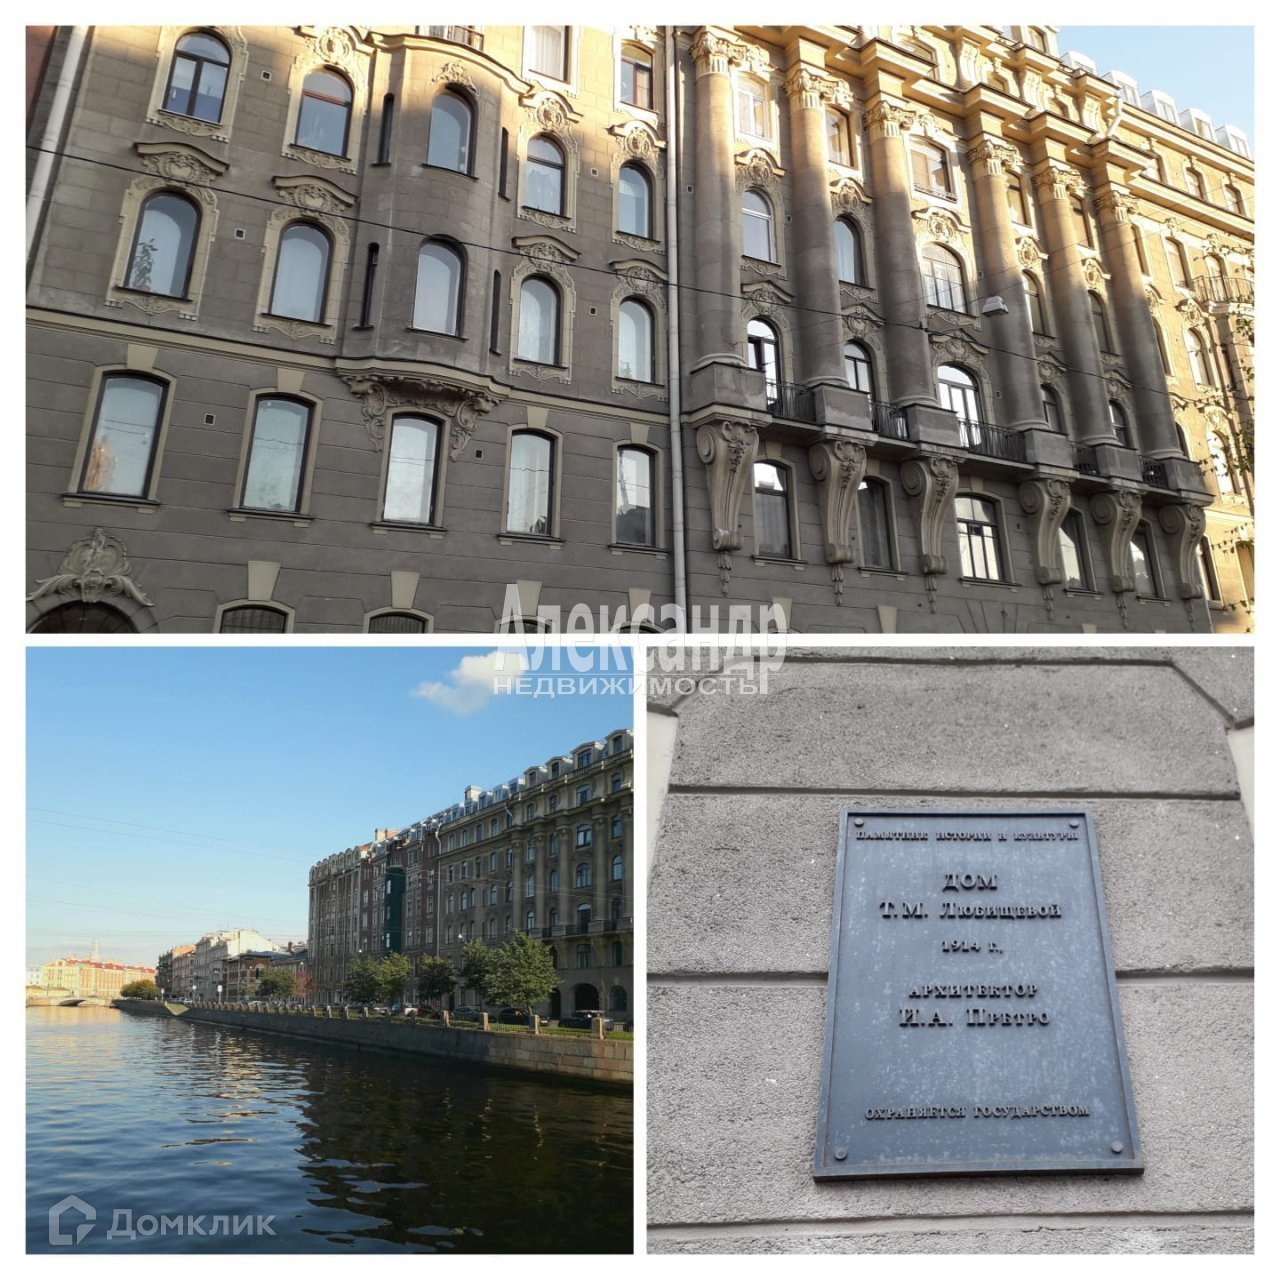 Александр
НЕДВИЖИМОСТЬ
ПАМЯТНИК ИСТОРИИ И КУЛЬТУРЫ
ДОМ
Т.М. ЛЮБИЩЕВОЙ
1914 г.,
АРХИТЕКТОР
И.А. ПРЕТРО
ОХРАНЯЕТСЯ ГОСУДАРСТВОМ
Домклик